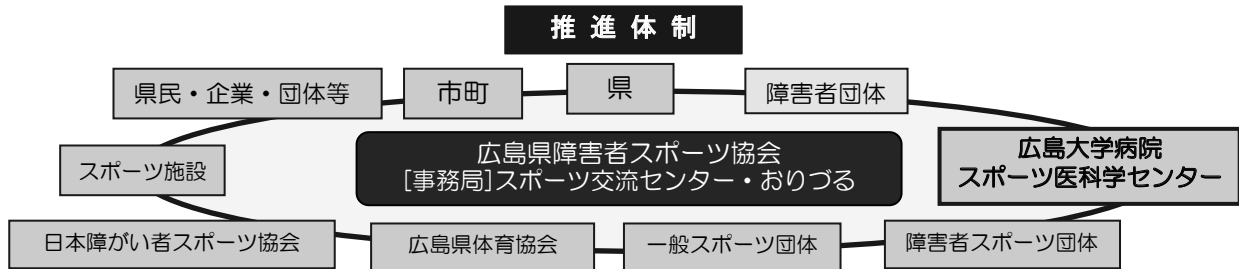 推進体制
県民・企業・団体等
市町
県
障害者団体
スポーツ施設
広島県障害者スポーツ協会
[事務局]スポーツ交流センター・おりづる
広島大学病院
スポーツ医科学センター
日本障がい者スポーツ協会
広島県体育協会
一般スポーツ団体
障害者スポーツ団体